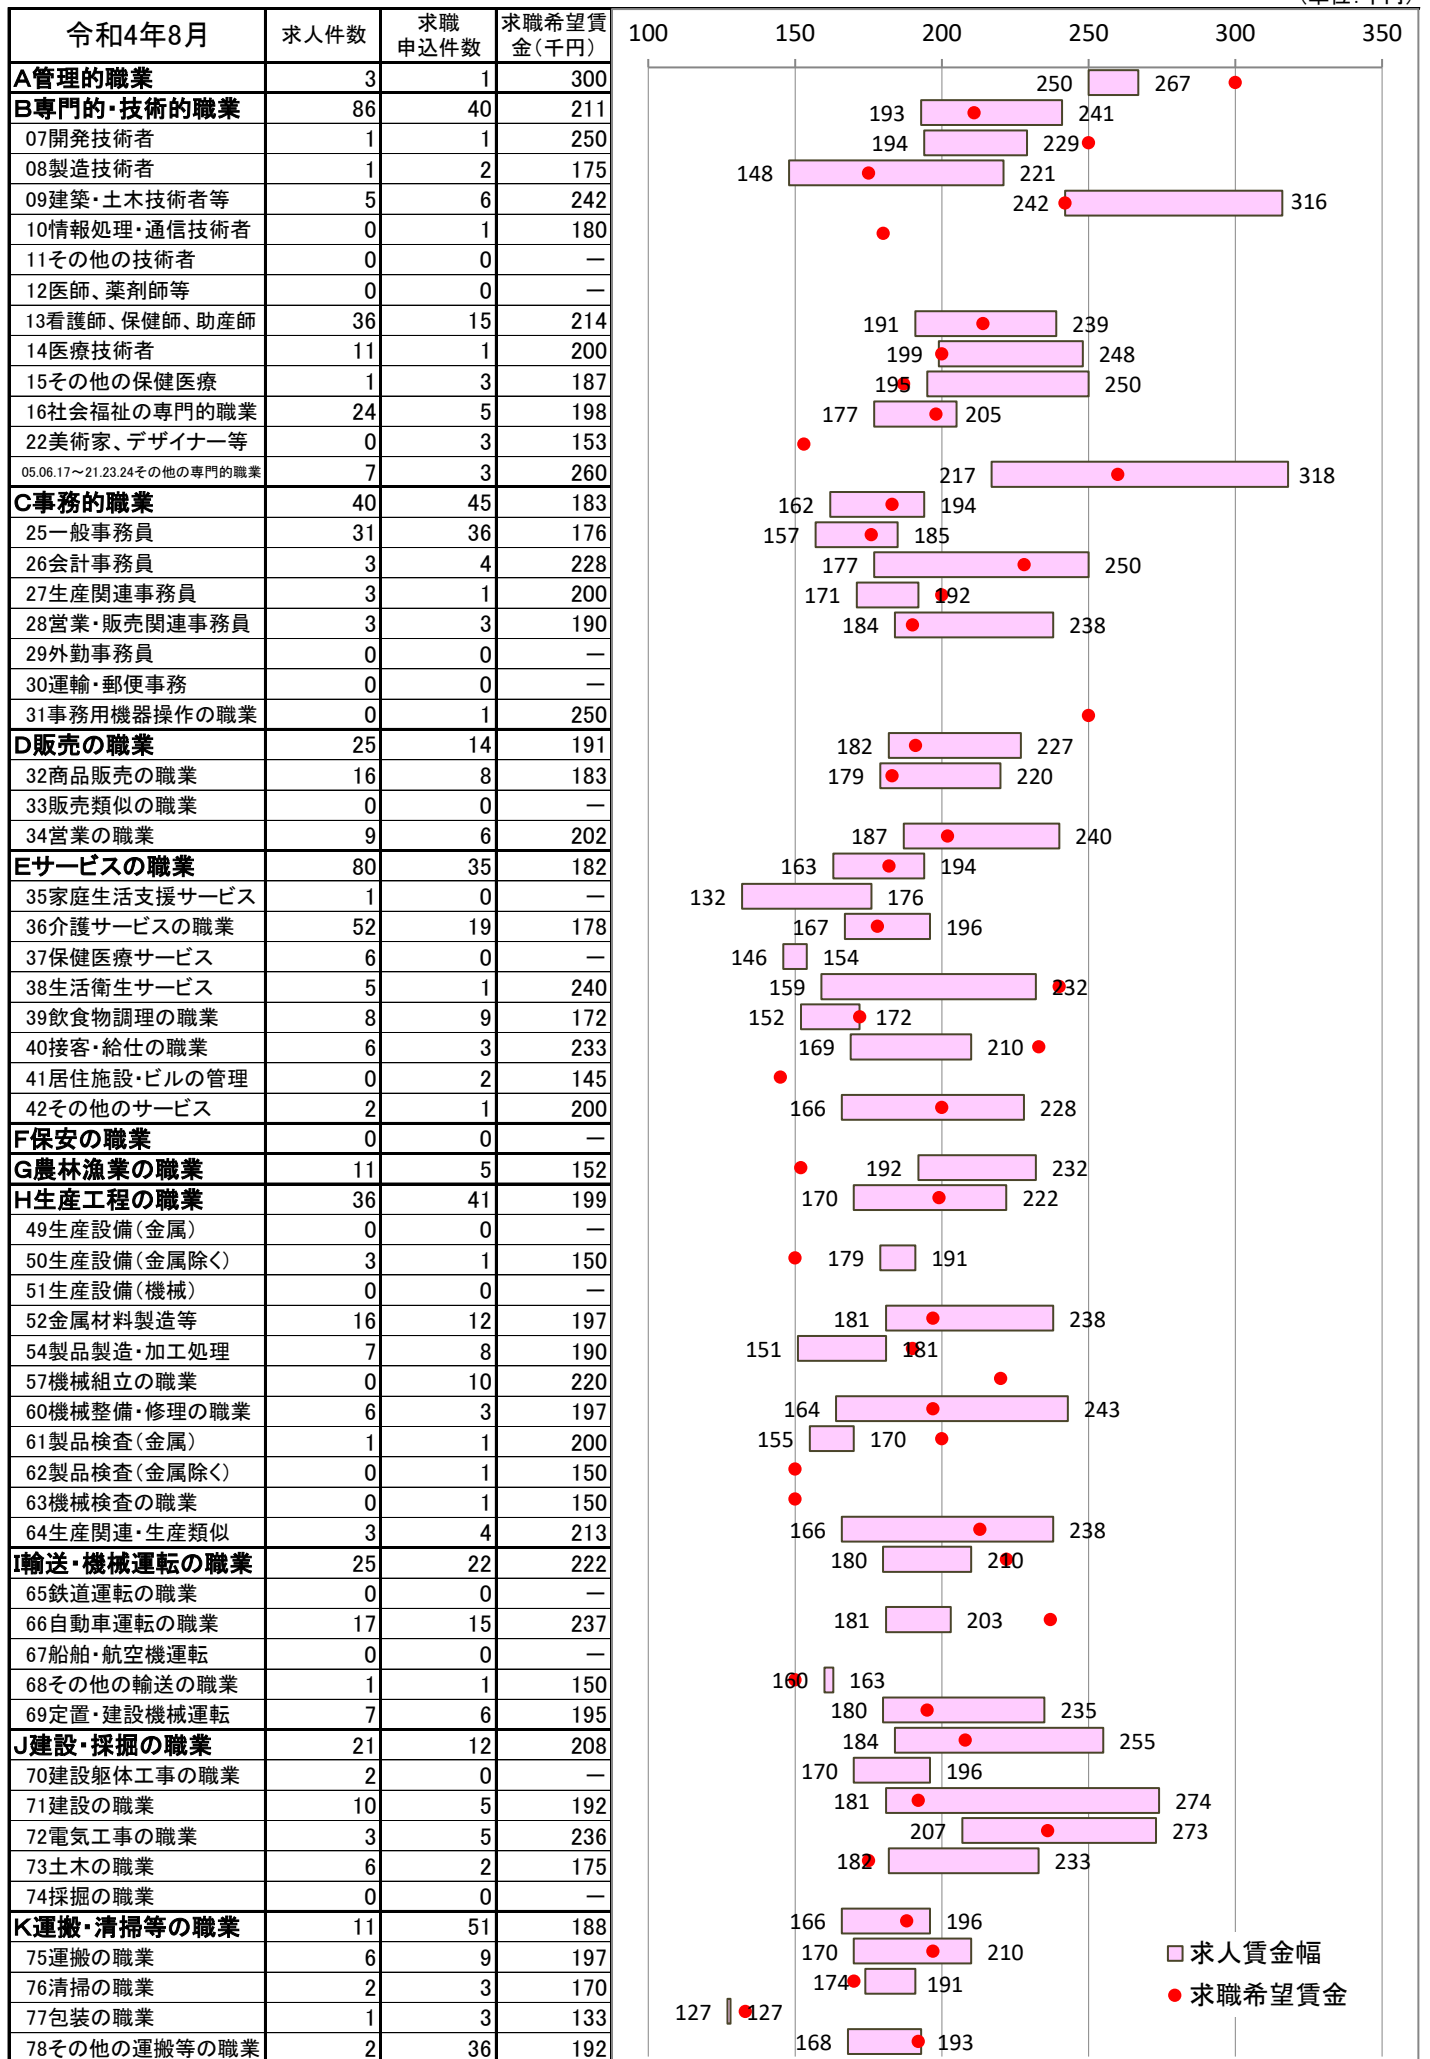 (単位:千円)
令和4年8月 求人件数 求職申込件数 求職希望賃金(千円) 100 150 200 250 300 350
A管理的職業 3 1 300 250 267
B専門的・技術的職業 86 40 211 193 241
07開発技術者 1 1 250 194 229
08製造技術者 1 2 175 148 221
09建築・土木技術者等 5 6 242 242 316
10情報処理・通信技術者 0 1 180
11その他の技術者 0 0 ―
12医師、薬剤師等 0 0 ―
13看護師、保健師、助産師 36 15 214 191 239
14医療技術者 11 1 200 199 248
15その他の保健医療 1 3 187 195 250
16社会福祉の専門的職業 24 5 198 177 205
22美術家、デザイナー等 0 3 153
05.06.17～21.23.24その他の専門的職業 7 3 260 217 318
C事務的職業 40 45 183 162 194
25一般事務員 31 36 176 157 185
26会計事務員 3 4 228 177 250
27生産関連事務員 3 1 200 171 192
28営業・販売関連事務員 3 3 190 184 238
29外勤事務員 0 0 ―
30運輸・郵便事務 0 0 ―
31事務用機器操作の職業 0 1 250
D販売の職業 25 14 191 182 227
32商品販売の職業 16 8 183 179 220
33販売類似の職業 0 0 ―
34営業の職業 9 6 202 187 240
Eサービスの職業 80 35 182 163 194
35家庭生活支援サービス 1 0 ― 132 176
36介護サービスの職業 52 19 178 167 196
37保健医療サービス 6 0 ― 146 154
38生活衛生サービス 5 1 240 159 232
39飲食物調理の職業 8 9 172 152 172
40接客・給仕の職業 6 3 233 169 210
41居住施設・ビルの管理 0 2 145
42その他のサービス 2 1 200 166 228
F保安の職業 0 0 ―
G農林漁業の職業 11 5 152 192 232
H生産工程の職業 36 41 199 170 222
49生産設備(金属) 0 0 ―
50生産設備(金属除く) 3 1 150 179 191
51生産設備(機械) 0 0 ―
52金属材料製造等 16 12 197 181 238
54製品製造・加工処理 7 8 190 151 181
57機械組立の職業 0 10 220
60機械整備・修理の職業 6 3 197 164 243
61製品検査(金属) 1 1 200 155 170
62製品検査(金属除く) 0 1 150
63機械検査の職業 0 1 150
64生産関連・生産類似 3 4 213 166 238
I輸送・機械運転の職業 25 22 222 180 210
65鉄道運転の職業 0 0 ―
66自動車運転の職業 17 15 237 181 203
67船舶・航空機運転 0 0 ―
68その他の輸送の職業 1 1 150 160 163
69定置・建設機械運転 7 6 195 180 235
J建設・採掘の職業 21 12 208 184 255
70建設躯体工事の職業 2 0 ― 170 196
71建設の職業 10 5 192 181 274
72電気工事の職業 3 5 236 207 273
73土木の職業 6 2 175 182 233
74採掘の職業 0 0 ―
K運搬・清掃等の職業 11 51 188 166 196
75運搬の職業 6 9 197 170 210 求人賃金幅
76清掃の職業 2 3 170 174 191 求職希望賃金
77包装の職業 1 3 133 127 127
78その他の運搬等の職業 2 36 192 168 193